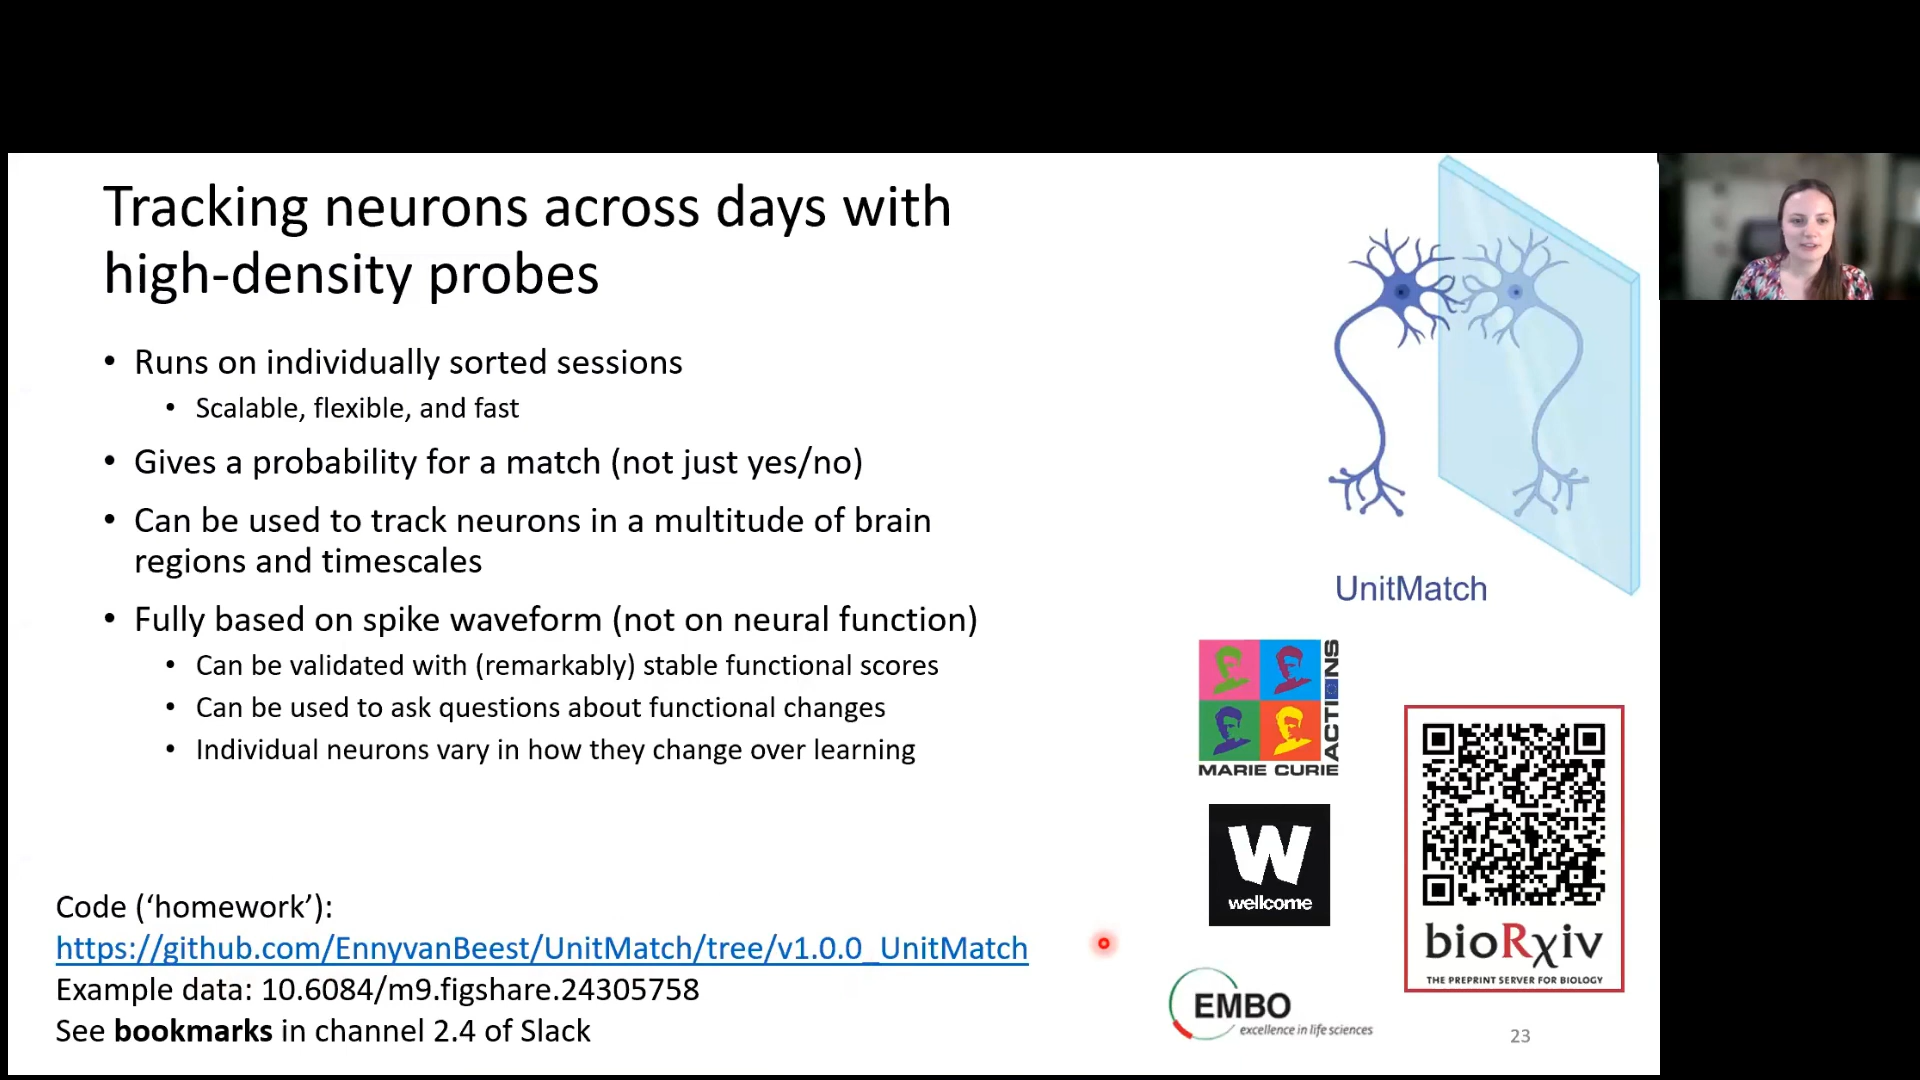 Tracking neurons across days with
high-density probes
• Runs on individually sorted sessions
• Scalable, flexible, and fast
• Gives a probability for a match (not just yes/no)
• Can be used to track neurons in a multitude of brain
regions and timescales
• Fully based on spike waveform (not on neural function)
• Can be validated with (remarkably) stable functional scores
• Can be used to ask questions about functional changes
• Individual neurons vary in how they change over learning
Code (‘homework’):
https://github.com/EnnyvanBeest/UnitMatch/tree/v1.0.0_UnitMatch
Example data: 10.6084/m9.figshare.24305758
See bookmarks in channel 2.4 of Slack
UnitMatch
MARIE CURIE
ACTIONS
W
wellcome
bioRχiv
THE PREPRINT SERVER FOR BIOLOGY
EMBO
excellence in life sciences
23